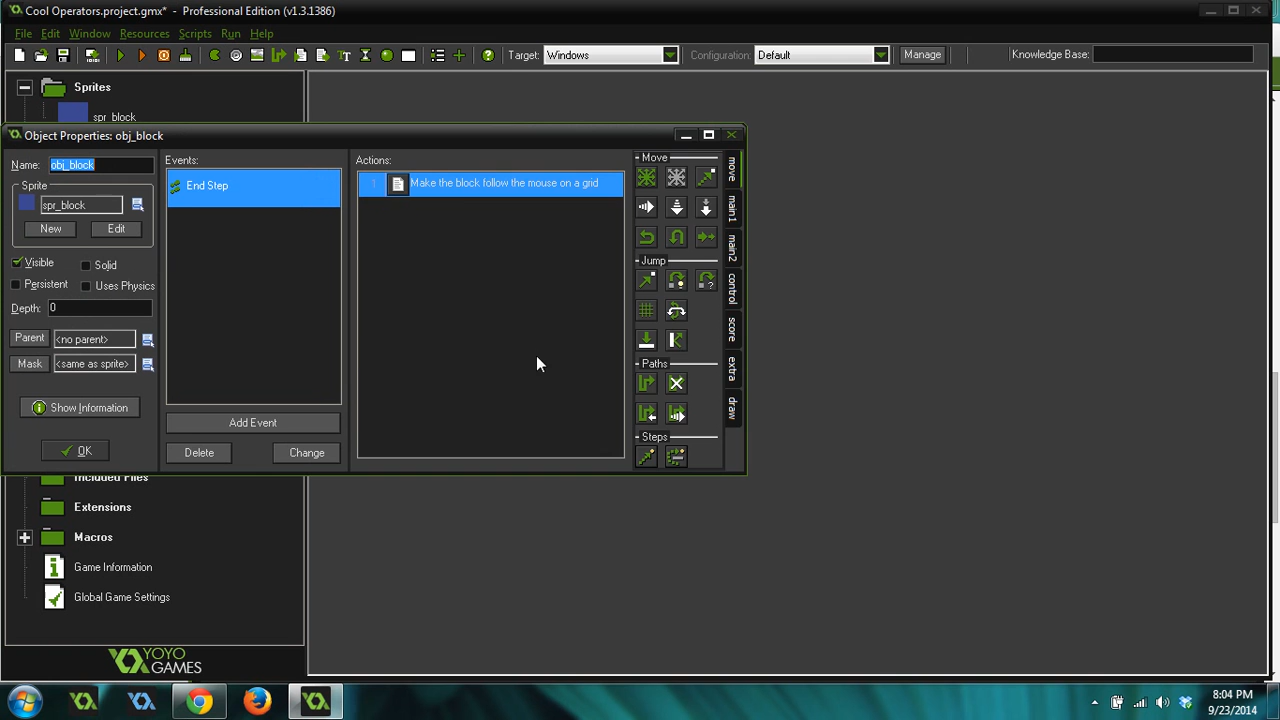 Cool Operators.project.gmx* - Professional Edition (v1.3.1386)
File Edit Window Resources Scripts Run Help
Target: Windows Configuration: Default Manage Knowledge Base:
Sprites
spr_block
Object Properties: obj_block
Name: obj_block
Sprite
spr_block
New Edit
Visible Solid
Persistent Uses Physics
Depth: 0
Parent <no parent>
Mask <same as sprite>
Show Information
OK
Events:
End Step
Add Event
Delete Change
Actions:
1 Make the block follow the mouse on a grid
Move
Jump
Paths
Steps
move
main1
main2
control
score
extra
draw
Included Files
Extensions
Macros
Game Information
Global Game Settings
YOYO
GAMES
8:04 PM
9/23/2014